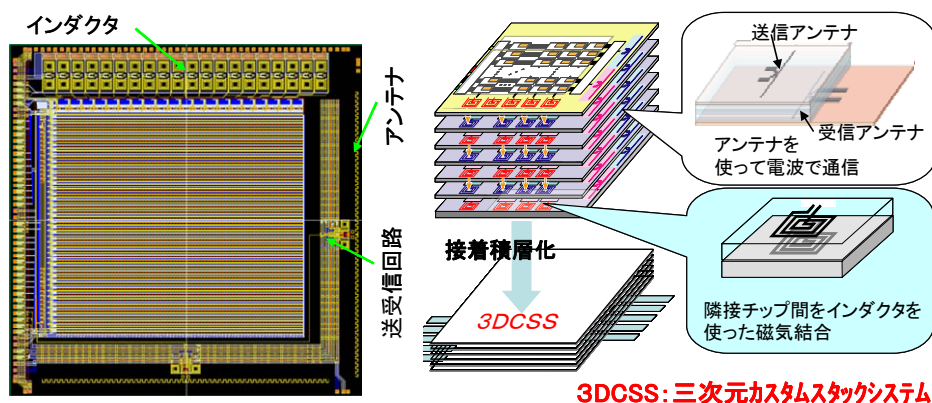 インダクタ
アンテナ
送受信回路
送信アンテナ
受信アンテナ
アンテナを
使って電波で通信
接着積層化
隣接チップ間をインダクタを
使った磁気結合
3DCSS
3DCSS:三次元カスタムスタックシステム